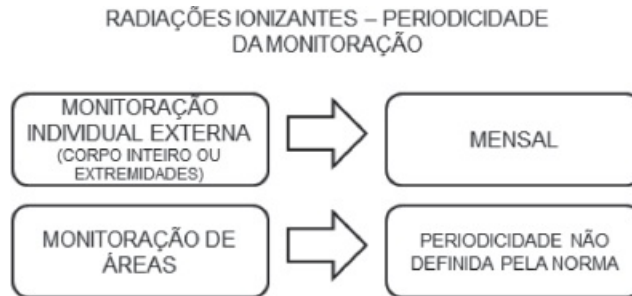 RADIAÇÕES IONIZANTES – PERIODICIDADE
DA MONITORAÇÃO
MONITORAÇÃO
INDIVIDUAL EXTERNA
(CORPO INTEIRO OU
EXTREMIDADES)
MENSAL
MONITORAÇÃO DE
ÁREAS
PERIODICIDADE NÃO
DEFINIDA PELA NORMA